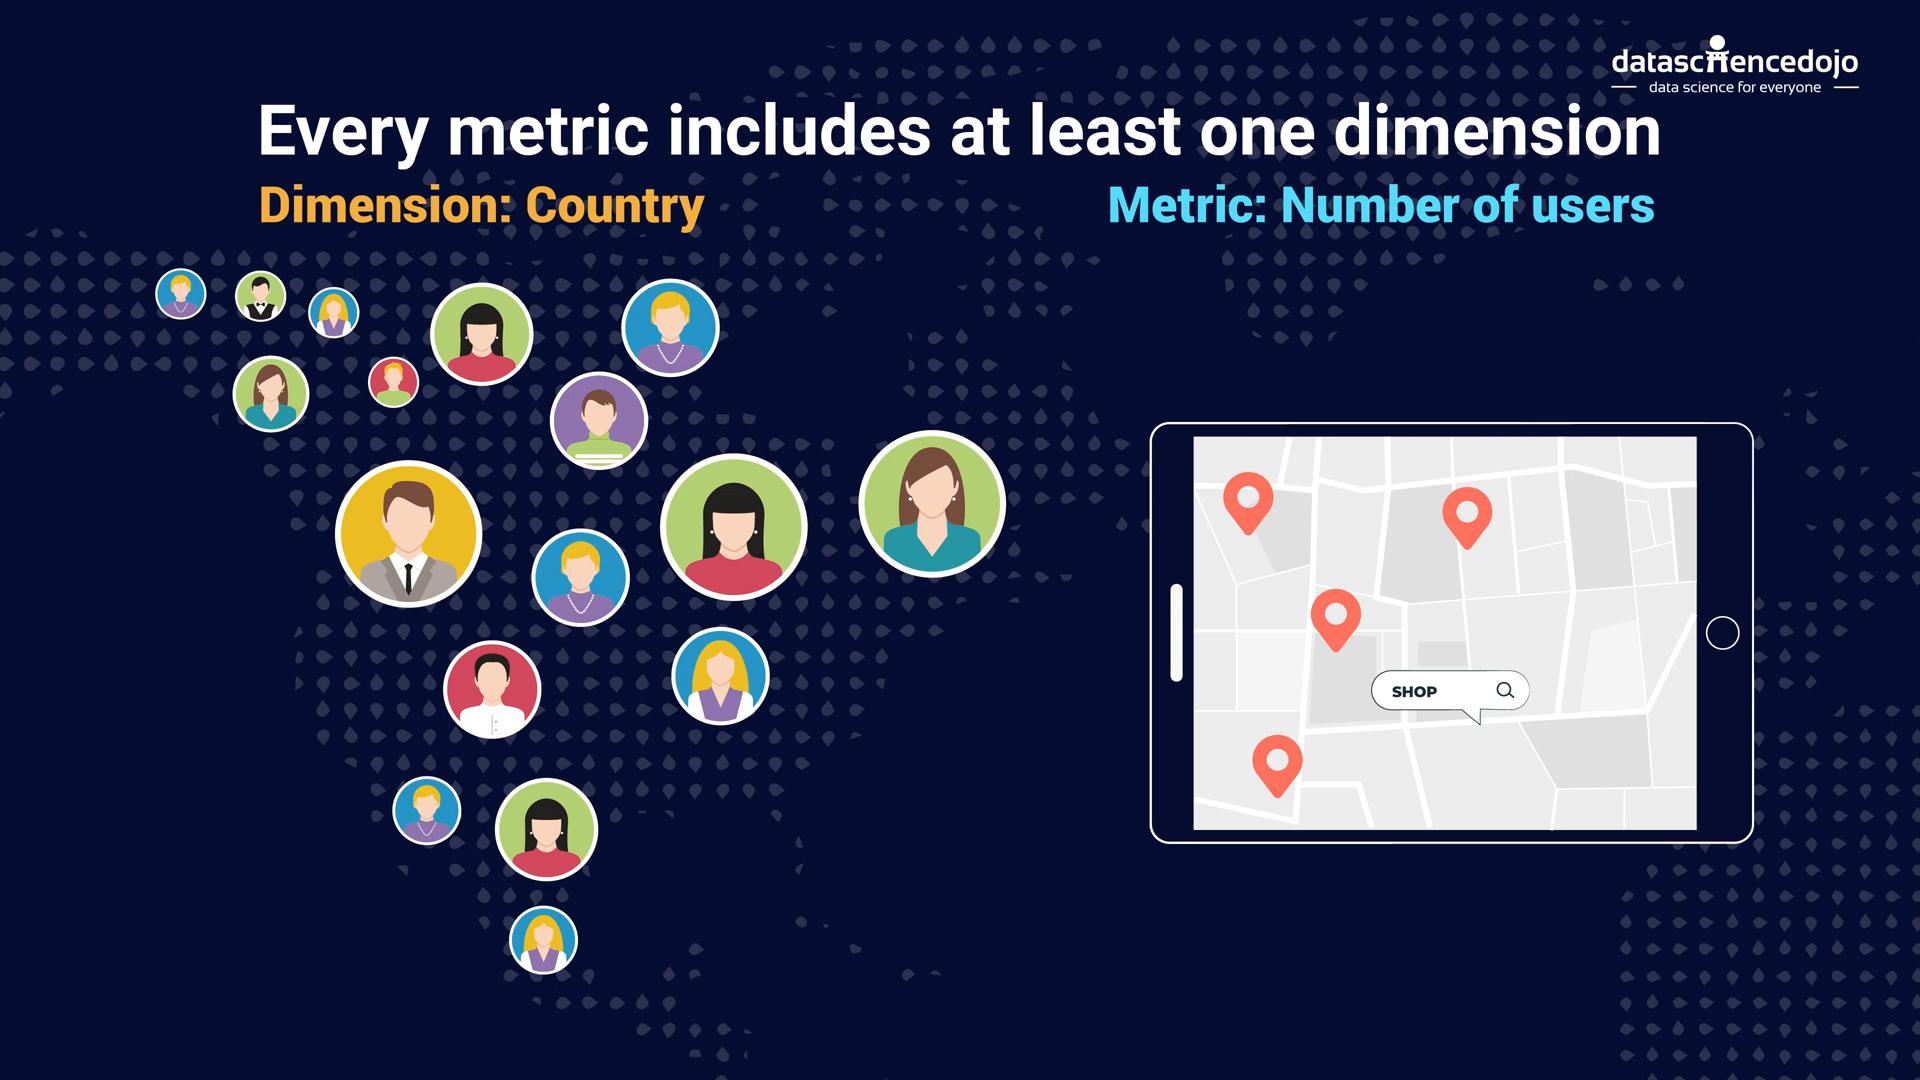 datasciencedojo
data science for everyone
Every metric includes at least one dimension
Dimension: Country
Metric: Number of users
SHOP